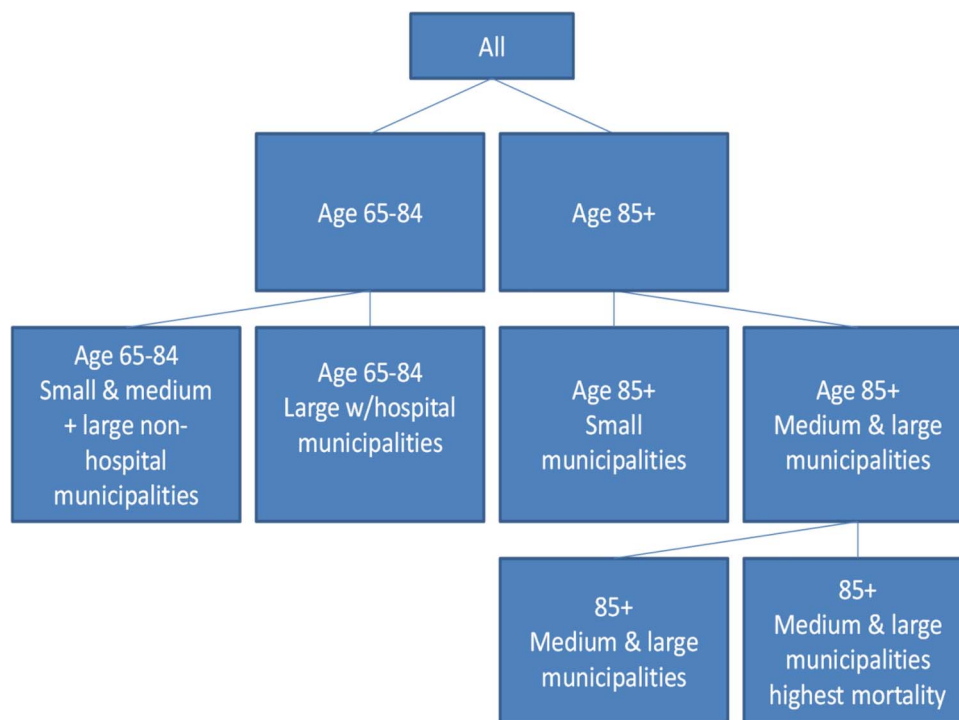 All
Age 65-84
Age 85+
Age 65-84
Small & medium
+ large non-
hospital
municipalities
Age 65-84
Large w/hospital
municipalities
Age 85+
Small
municipalities
Age 85+
Medium & large
municipalities
85+
Medium & large
municipalities
85+
Medium & large
municipalities
highest mortality